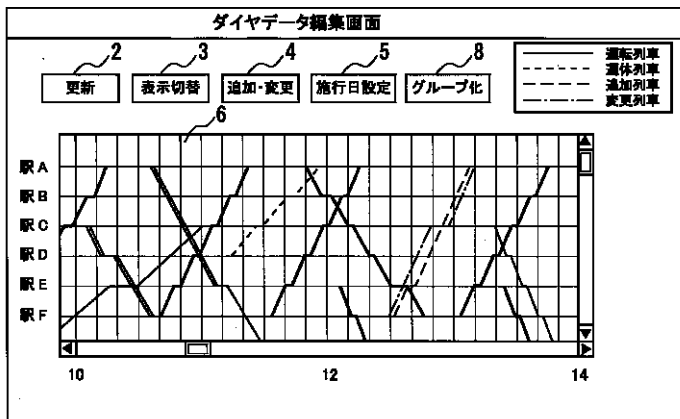 ダイヤデータ編集画面
2 3 4 5 8
更新 表示切替 追加・変更 施行日設定 グループ化
運転列車
運休列車
追加列車
変更列車
6
駅A
駅B
駅C
駅D
駅E
駅F
10 12 14